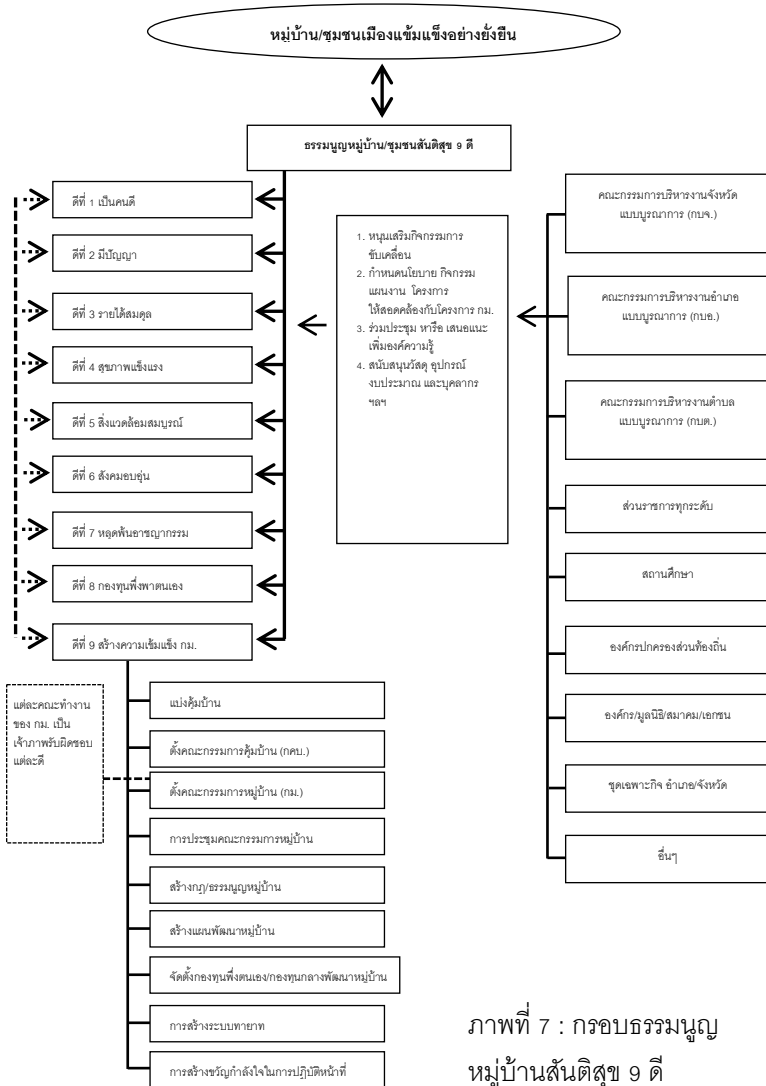 หมู่บ้าน/ชุมชนเมืองแข้มแข็งอย่างยั่งยืน
ธรรมนูญหมู่บ้าน/ชุมชนสันติสุข 9 ดี
ดีที่ 1 เป็นคนดี
ดีที่ 2 มีปัญญา
ดีที่ 3 รายได้สมดุล
ดีที่ 4 สุขภาพแข็งแรง
ดีที่ 5 สิ่งแวดล้อมสมบูรณ์
ดีที่ 6 สังคมอบอุ่น
ดีที่ 7 หลุดพ้นอาชญากรรม
ดีที่ 8 กองทุนพึ่งพาตนเอง
ดีที่ 9 สร้างความเข้มแข็ง กม.
1. หนุนเสริมกิจกรรมการ
ขับเคลื่อน
2. กำหนดนโยบาย กิจกรรม
แผนงาน โครงการ
ให้สอดคล้องกับโครงการ กม.
3. ร่วมประชุม หารือ เสนอแนะ
เพิ่มองค์ความรู้
4. สนับสนุนวัสดุ อุปกรณ์
งบประมาณ และบุคลากร
ฯลฯ
คณะกรรมการบริหารงานจังหวัด
แบบบูรณาการ (กบจ.)
คณะกรรมการบริหารงานอำเภอ
แบบบูรณาการ (กบอ.)
คณะกรรมการบริหารงานตำบล
แบบบูรณาการ (กบต.)
ส่วนราชการทุกระดับ
สถานศึกษา
องค์กรปกครองส่วนท้องถิ่น
องค์กร/มูลนิธิ/สมาคม/เอกชน
ชุดเฉพาะกิจ อำเภอ/จังหวัด
อื่นๆ
แต่ละคณะทำงาน
ของ กม. เป็น
เจ้าภาพรับผิดชอบ
แต่ละดี
แบ่งคุ้มบ้าน
ตั้งคณะกรรมการคุ้มบ้าน (กคบ.)
ตั้งคณะกรรมการหมู่บ้าน (กม.)
การประชุมคณะกรรมการหมู่บ้าน
สร้างกฎ/ธรรมนูญหมู่บ้าน
สร้างแผนพัฒนาหมู่บ้าน
จัดตั้งกองทุนพึ่งตนเอง/กองทุนกลางพัฒนาหมู่บ้าน
การสร้างระบบทายาท
การสร้างขวัญกำลังใจในการปฏิบัติหน้าที่
ภาพที่ 7 : กรอบธรรมนูญ
หมู่บ้านสันติสุข 9 ดี